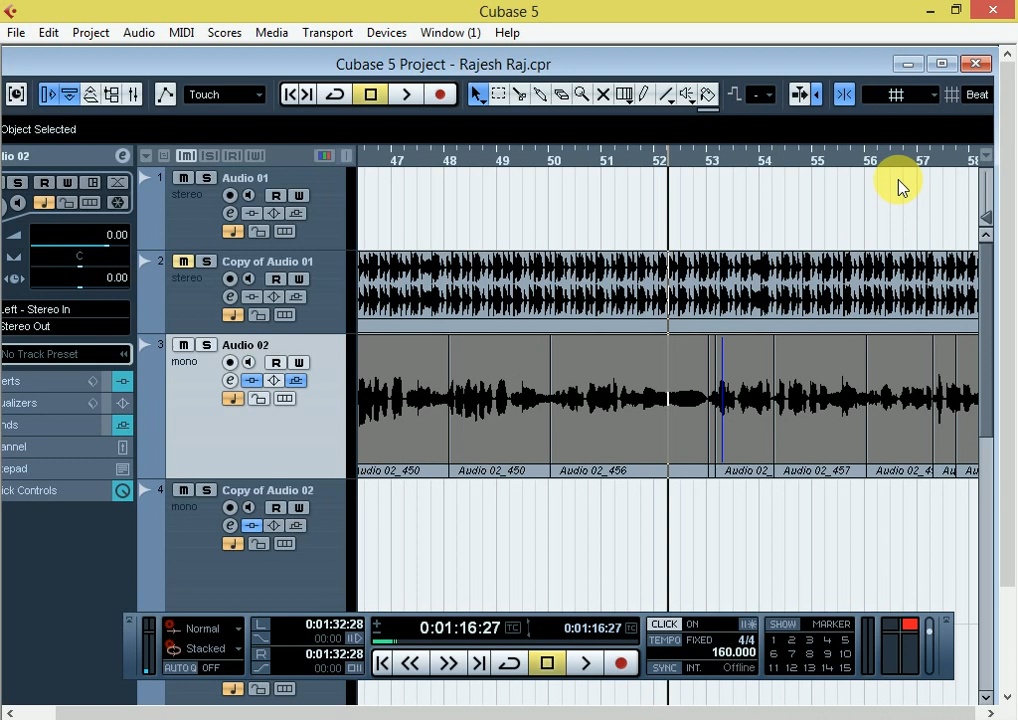 Cubase 5
File Edit Project Audio MIDI Scores Media Transport Devices Window (1) Help
Cubase 5 Project - Rajesh Raj.cpr
Touch
Beat
Object Selected
io 02
47 48 49 50 51 52 53 54 55 56 57 58
S R W
0.00
C
0.00
Left - Stereo In
Stereo Out
No Track Preset
erts
ualizers
nds
annel
tepad
ick Controls
[m] [S] [R] [W]
1 m S Audio 01
stereo
R W
e
2 m S Copy of Audio 01
stereo
R W
e
3 m S Audio 02
mono
R W
e
udio 02_450 Audio 02_450 Audio 02_456 Audio 02_ Audio 02_457 Audio 02_4 Au Au
4 m S Copy of Audio 02
mono
R W
e
Normal
Stacked
AUTO Q OFF
L 0:01:32:28
00:00
R 0:01:32:28
00:00
0:01:16:27 TC 0:01:16:27
CLICK ON
TEMPO FIXED 4/4
160.000
SYNC INT. Offline
SHOW MARKER
1 2 3 4 5
6 7 8 9 10
11 12 13 14 15